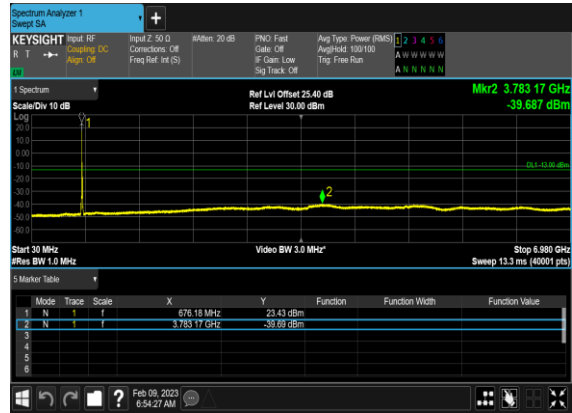 Spectrum Analyzer 1
Swept SA
+
KEYSIGHT Input: RF
R T Coupling: DC
Align: Off
LW
Input Z: 50 Ω
Corrections: Off
Freq Ref: Int (S)
#Atten: 20 dB
PNO: Fast
Gate: Off
IF Gain: Low
Sig Track: Off
Avg Type: Power (RMS)
Avg|Hold: 100/100
Trig: Free Run
1 2 3 4 5 6
A W W W W W
A N N N N N
1 Spectrum
Scale/Div 10 dB
Ref Lvl Offset 25.40 dB
Ref Level 30.00 dBm
Mkr2 3.783 17 GHz
-39.687 dBm
Log
20.0
10.0
0.00
-10.0
-20.0
-30.0
-40.0
-50.0
-60.0
1
DL1 -13.00 dBm
2
Start 30 MHz
#Res BW 1.0 MHz
Video BW 3.0 MHz*
Stop 6.980 GHz
Sweep 13.3 ms (40001 pts)
5 Marker Table
Mode Trace Scale X Y Function Function Width Function Value
1 N 1 f 676.18 MHz 23.43 dBm
2 N 1 f 3.783 17 GHz -39.69 dBm
3
4
5
6
?
Feb 09, 2023
6:54:27 AM